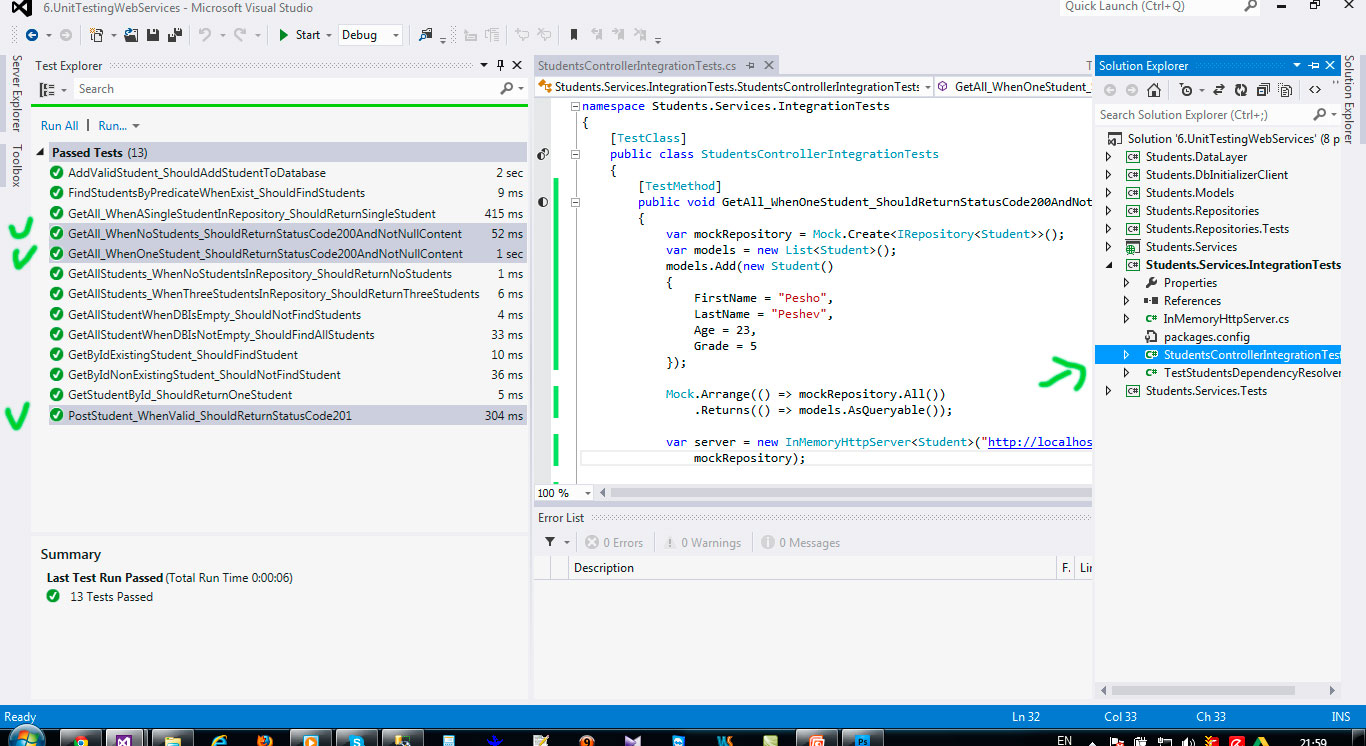 6.UnitTestingWebServices - Microsoft Visual Studio
Quick Launch (Ctrl+Q)
Start
Debug
Server Explorer
Toolbox
Test Explorer
Search
Run All | Run...
Passed Tests (13)
AddValidStudent_ShouldAddStudentToDatabase 2 sec
FindStudentsByPredicateWhenExist_ShouldFindStudents 9 ms
GetAll_WhenASingleStudentInRepository_ShouldReturnSingleStudent 415 ms
GetAll_WhenNoStudents_ShouldReturnStatusCode200AndNotNullContent 52 ms
GetAll_WhenOneStudent_ShouldReturnStatusCode200AndNotNullContent 1 sec
GetAllStudents_WhenNoStudentsInRepository_ShouldReturnNoStudents 1 ms
GetAllStudents_WhenThreeStudentsInRepository_ShouldReturnThreeStudents 6 ms
GetAllStudentWhenDBIsEmpty_ShouldNotFindStudents 4 ms
GetAllStudentWhenDBIsNotEmpty_ShouldFindAllStudents 33 ms
GetByIdExistingStudent_ShouldFindStudent 10 ms
GetByIdNonExistingStudent_ShouldNotFindStudent 36 ms
GetStudentById_ShouldReturnOneStudent 5 ms
PostStudent_WhenValid_ShouldReturnStatusCode201 304 ms
Summary
Last Test Run Passed (Total Run Time 0:00:06)
13 Tests Passed
StudentsControllerIntegrationTests.cs
Students.Services.IntegrationTests.StudentsControllerIntegrationTests
GetAll_WhenOneStudent_
namespace Students.Services.IntegrationTests
{
[TestClass]
public class StudentsControllerIntegrationTests
{
[TestMethod]
public void GetAll_WhenOneStudent_ShouldReturnStatusCode200AndNot
{
var mockRepository = Mock.Create<IRepository<Student>>();
var models = new List<Student>();
models.Add(new Student()
{
FirstName = "Pesho",
LastName = "Peshev",
Age = 23,
Grade = 5
});
Mock.Arrange(() => mockRepository.All())
.Returns(() => models.AsQueryable());
var server = new InMemoryHttpServer<Student>("http://localhos
mockRepository);
100 %
Error List
0 Errors
0 Warnings
0 Messages
Description
F.
Lin
Solution Explorer
Search Solution Explorer (Ctrl+;)
Solution '6.UnitTestingWebServices' (8 p
Students.DataLayer
Students.DbInitializerClient
Students.Models
Students.Repositories
Students.Repositories.Tests
Students.Services
Students.Services.IntegrationTests
Properties
References
InMemoryHttpServer.cs
packages.config
StudentsControllerIntegrationTest
TestStudentsDependencyResolver
Students.Services.Tests
Solution Explorer
Ready
Ln 32
Col 33
Ch 33
INS
EN
21:59